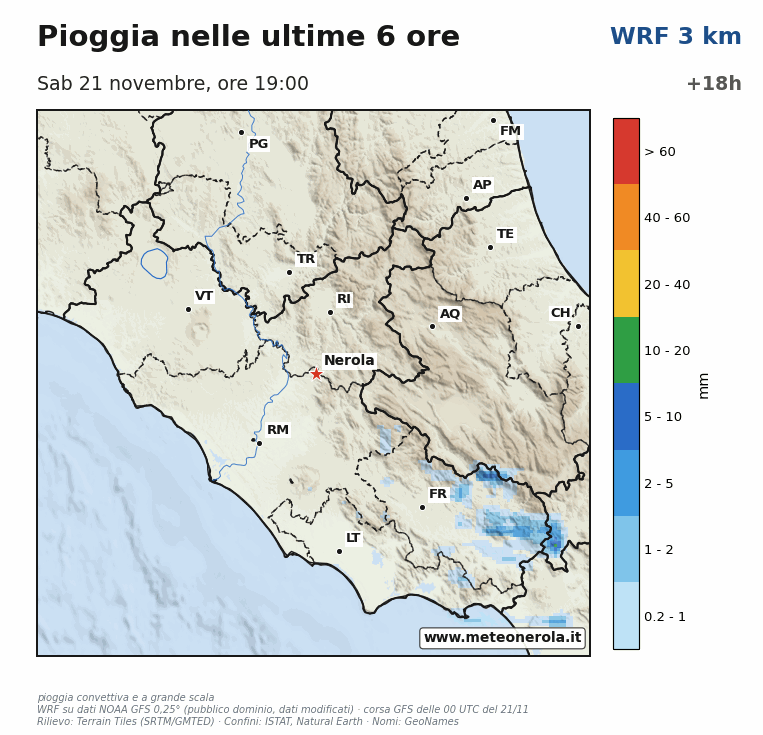 Pioggia nelle ultime 6 ore
WRF 3 km
Sab 21 novembre, ore 19:00
+18h
FM
PG
AP
TE
TR
VT
RI
AQ
CH
Nerola
RM
FR
LT
www.meteonerola.it
> 60
40 - 60
20 - 40
10 - 20
5 - 10
2 - 5
1 - 2
0.2 - 1
mm
pioggia convettiva e a grande scala
WRF su dati NOAA GFS 0,25° (pubblico dominio, dati modificati) · corsa GFS delle 00 UTC del 21/11
Rilievo: Terrain Tiles (SRTM/GMTED) · Confini: ISTAT, Natural Earth · Nomi: GeoNames